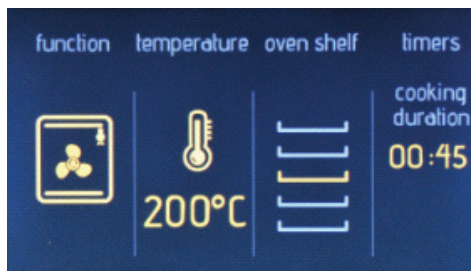 function temperature oven shelf timers
cooking
duration
00:45
200°C